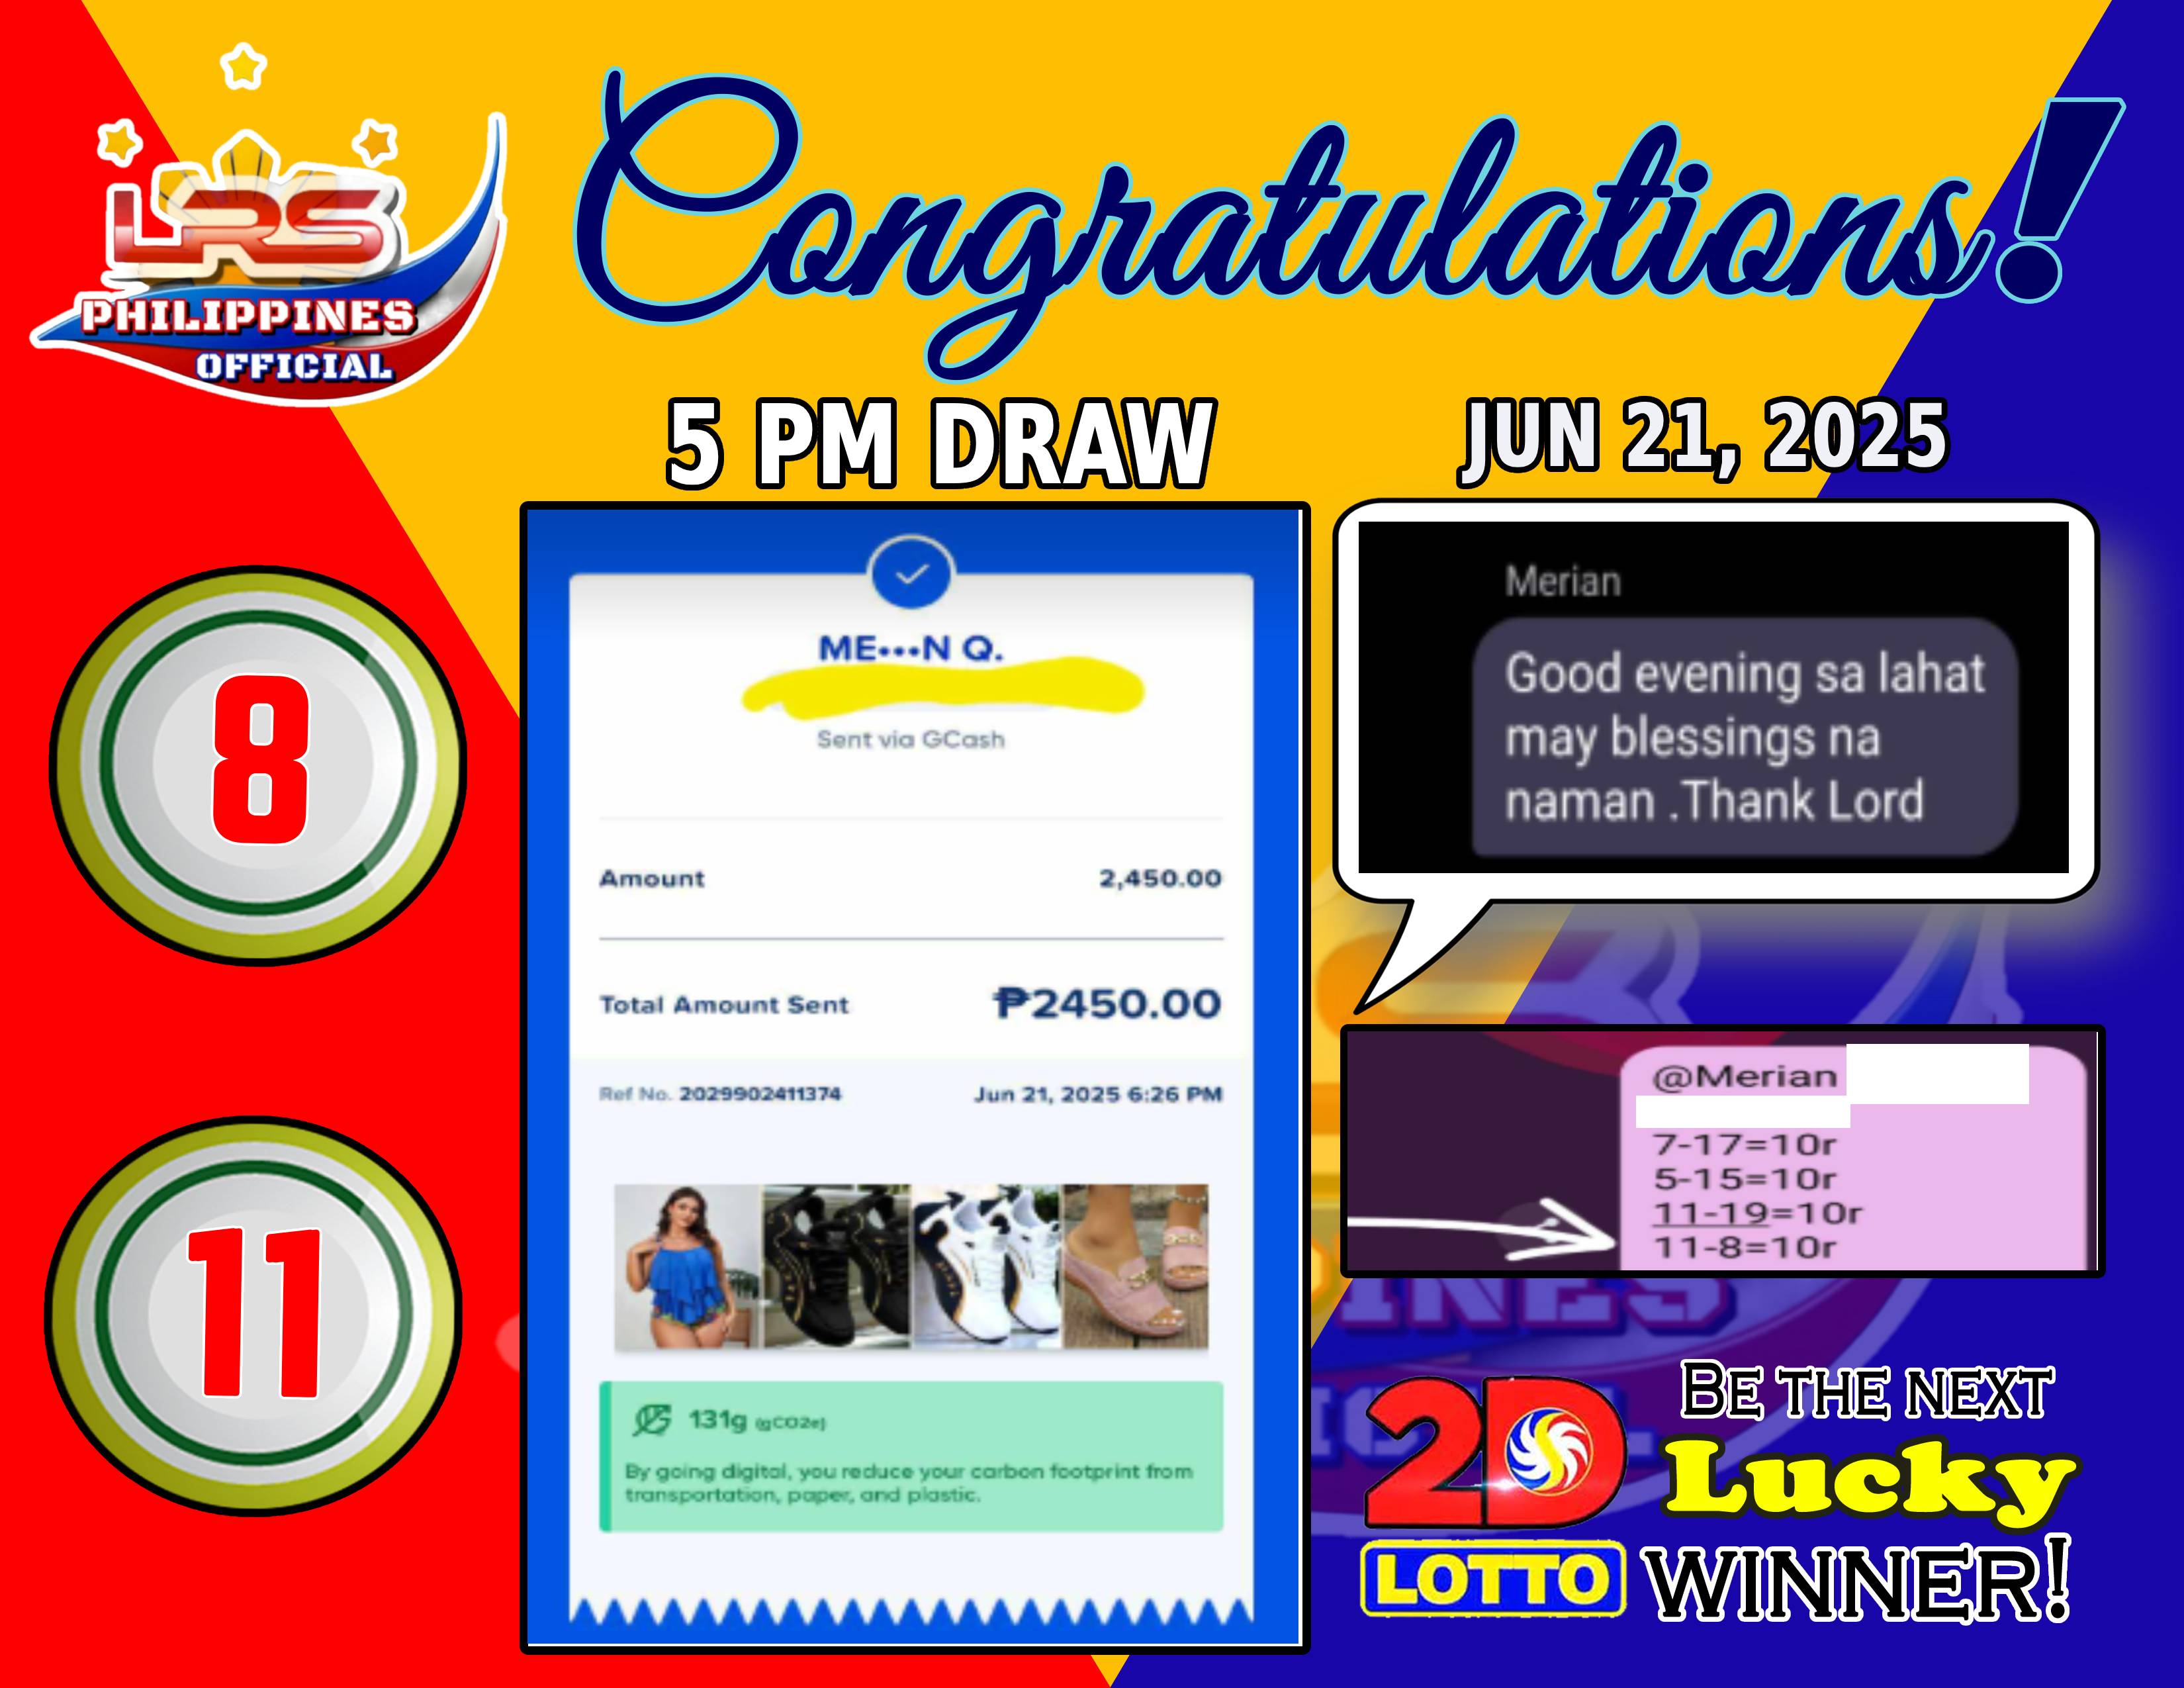 LRS
PHILIPPINES
OFFICIAL
Congratulations!
5 PM DRAW
JUN 21, 2025
8
11
ME•••N Q.
Sent via GCash
Amount 2,450.00
Total Amount Sent ₱2450.00
Ref No. 2029902411374 Jun 21, 2025 6:26 PM
131g (gCO2e)
By going digital, you reduce your carbon footprint from
transportation, paper, and plastic.
Merian
Good evening sa lahat
may blessings na
naman .Thank Lord
@Merian
7-17=10r
5-15=10r
11-19=10r
11-8=10r
2D
LOTTO
BE THE NEXT
Lucky
WINNER!